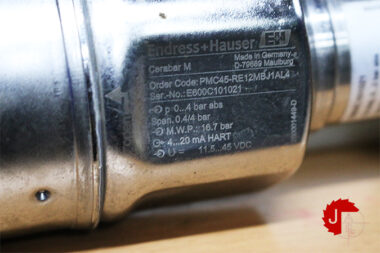 Endress+Hauser EH
Cerabar M
Made in Germany
D-79689 Maulburg
Order Code: PMC45-RE12MBJ1AL4
Ser.-No.: E600C101021
p 0...4 bar abs
Span. 0.4/4 bar
M.W.P.: 16.7 bar
4...20 mA HART
U = 11.5...45 VDC